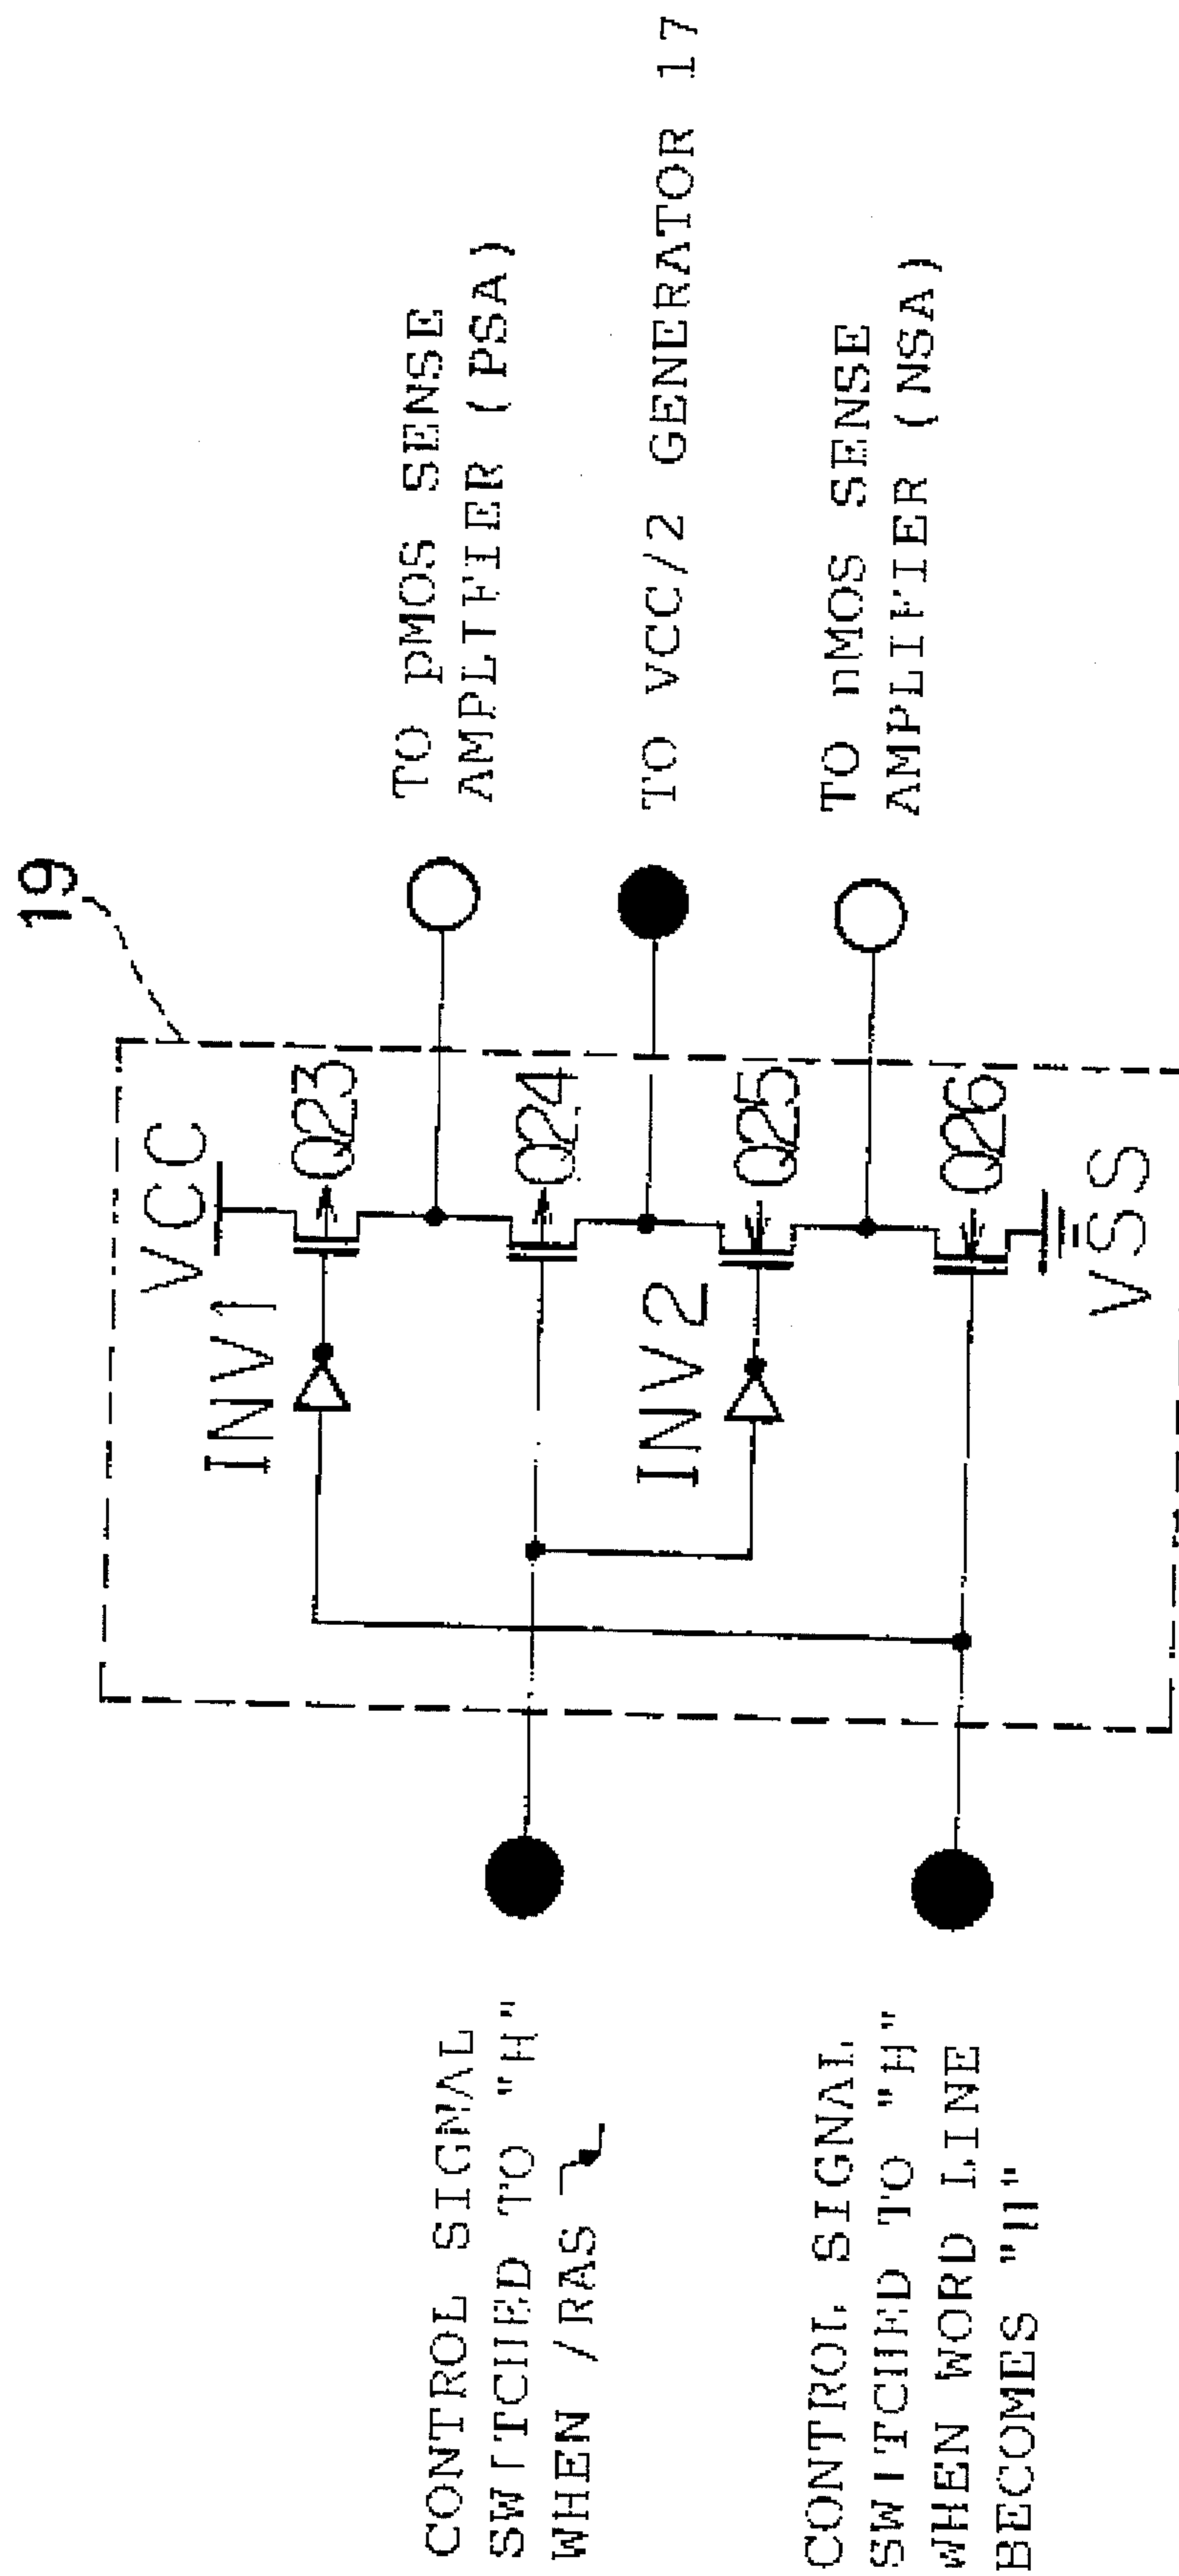 19
VCC
INV1
Q23
Q24
INV2
Q25
Q26
VSS
TO pMOS SENSE
AMPLIFIER (PSA)
TO VCC/2 GENERATOR 17
TO nMOS SENSE
AMPLIFIER (NSA)
CONTROL SIGNAL
SWITCHED TO "H"
WHEN /RAS
CONTROL SIGNAL
SWITCHED TO "H"
WHEN WORD LINE
BECOMES "H"